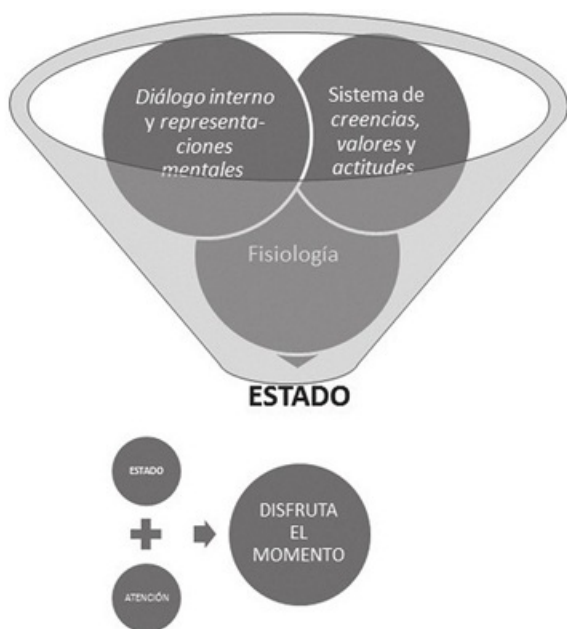 Diálogo interno
y representa-
ciones
mentales
Sistema de
creencias,
valores y
actitudes
Fisiología
ESTADO
ESTADO
ATENCIÓN
DISFRUTA
EL
MOMENTO